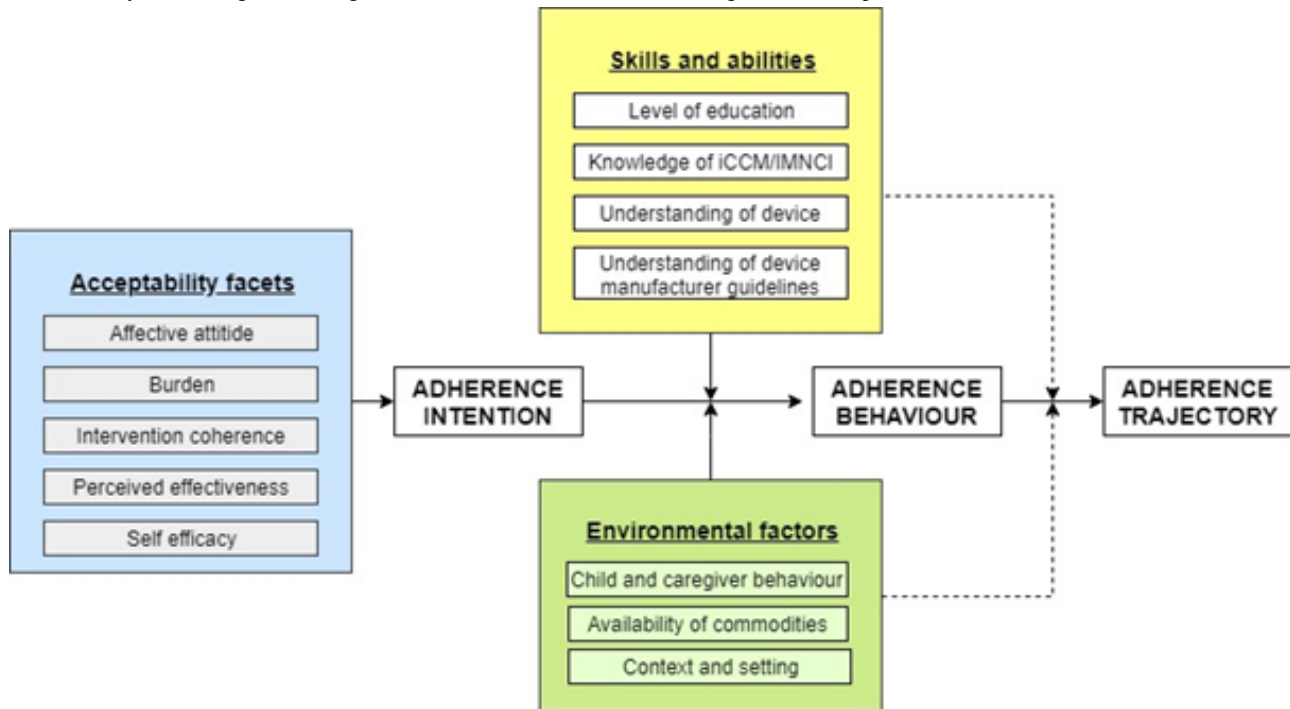 Skills and abilities
Level of education
Knowledge of iCCM/IMNCI
Understanding of device
Understanding of device
manufacturer guidelines
Acceptability facets
Affective attitide
Burden
Intervention coherence
Perceived effectiveness
Self efficacy
ADHERENCE
INTENTION
ADHERENCE
BEHAVIOUR
ADHERENCE
TRAJECTORY
Environmental factors
Child and caregiver behaviour
Availability of commodities
Context and setting